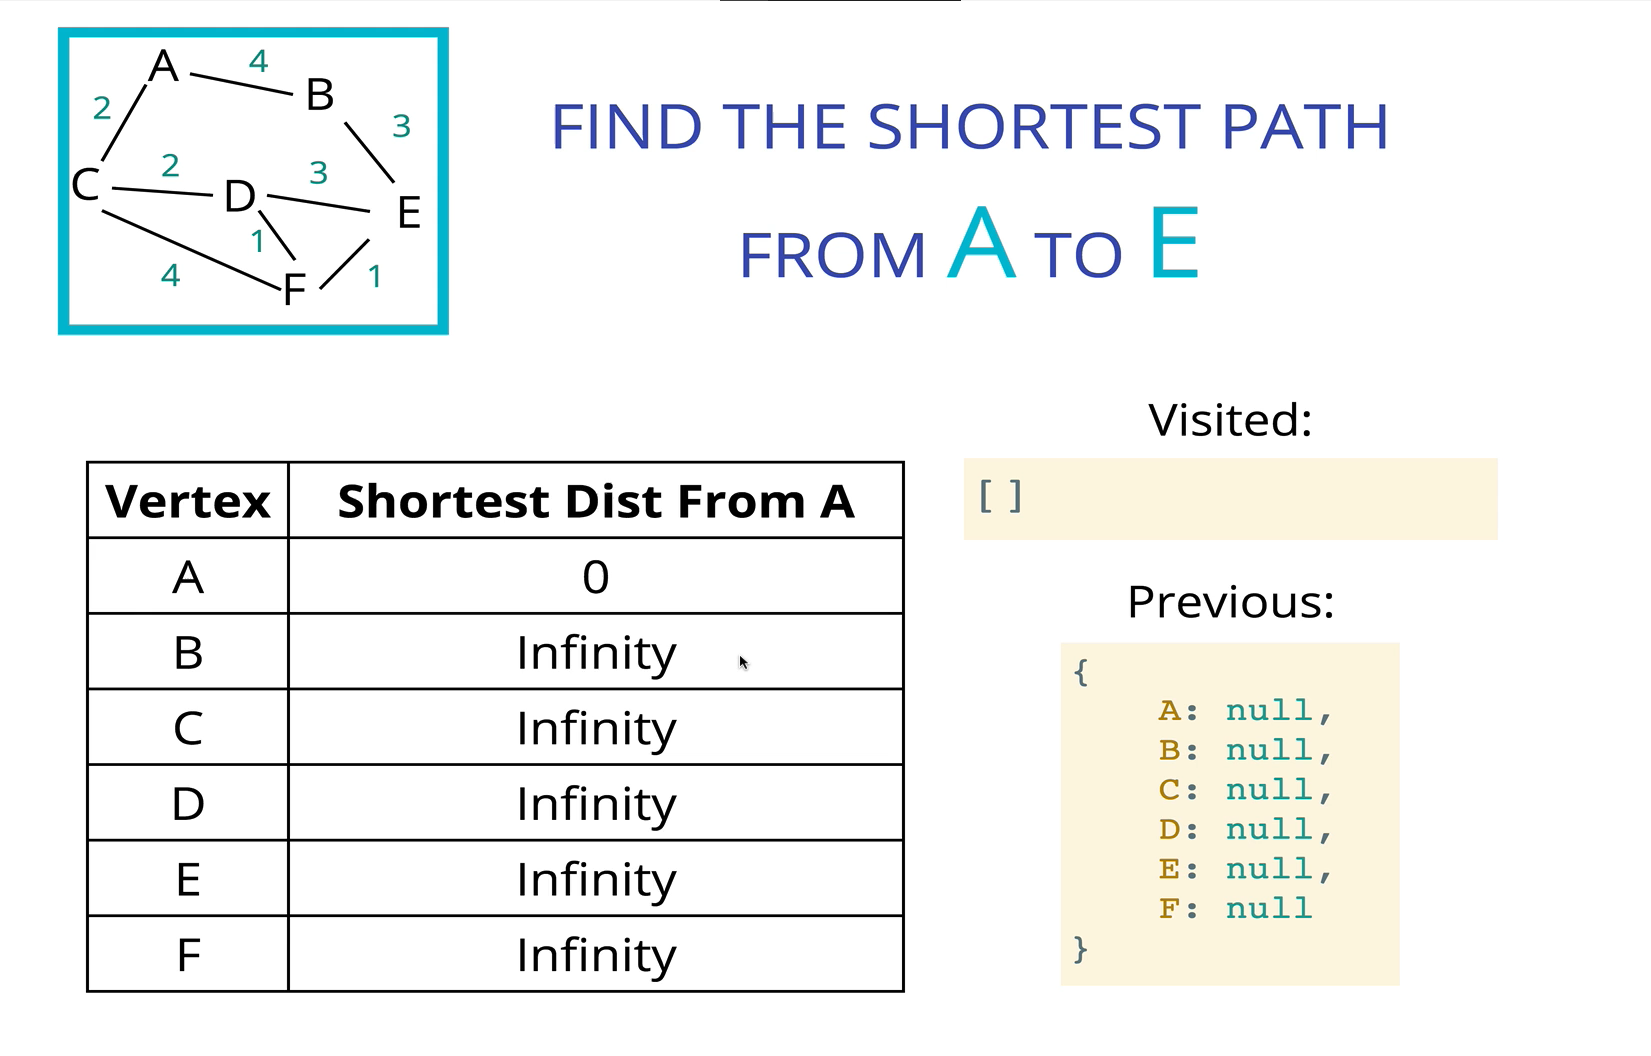 A
4
B
2
3
C
2
D
3
E
1
4
F
1
FIND THE SHORTEST PATH
FROM A TO E
Visited:
[ ]
Vertex Shortest Dist From A
A 0
B Infinity
C Infinity
D Infinity
E Infinity
F Infinity
Previous:
{
A: null,
B: null,
C: null,
D: null,
E: null,
F: null
}